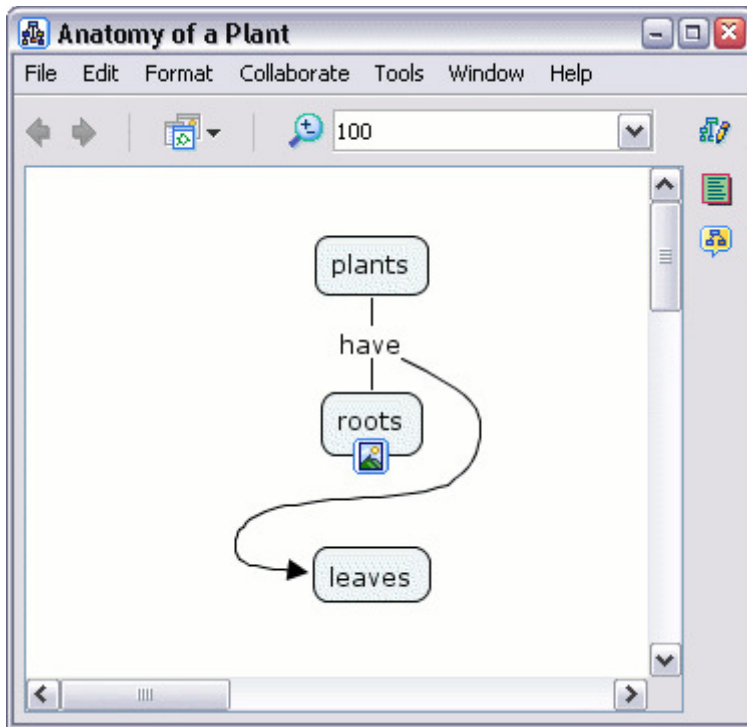 Anatomy of a Plant
File Edit Format Collaborate Tools Window Help
100
plants
have
roots
leaves